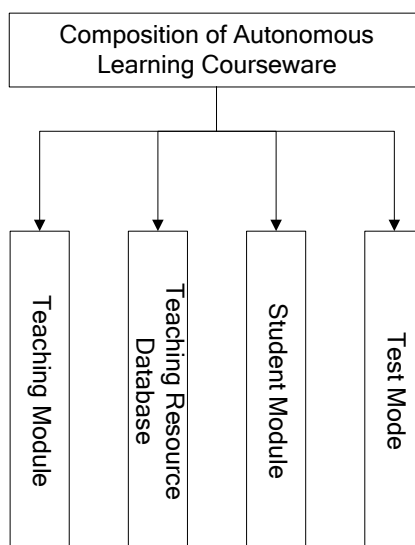 Composition of Autonomous
Learning Courseware
Teaching Module
Teaching Resource
Database
Student Module
Test Mode